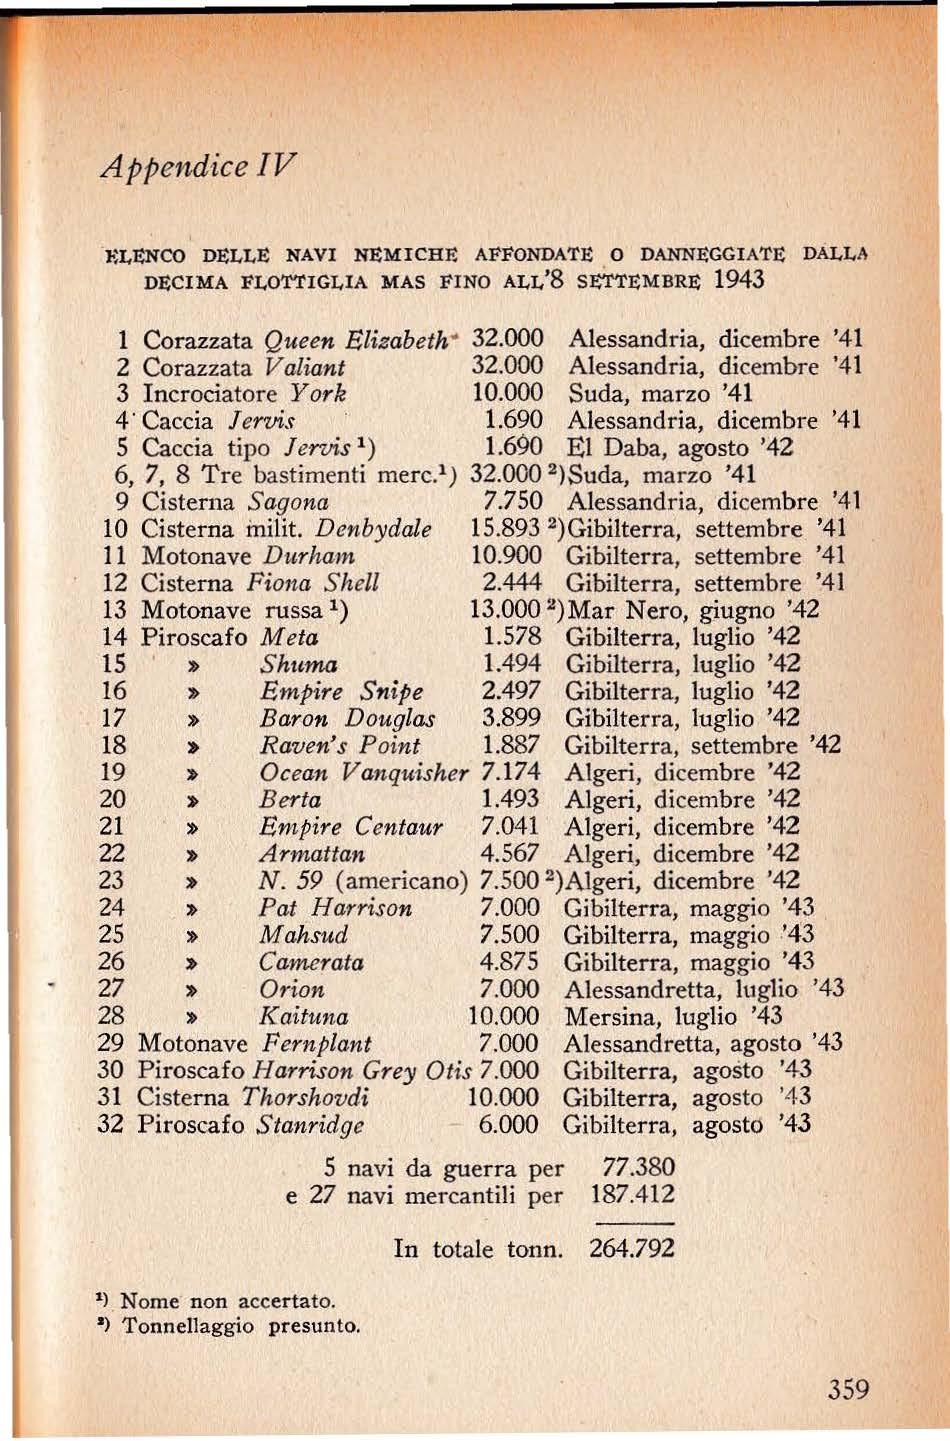 Appendice IV
ELENCO DELLE NAVI NEMICHE AFFONDATE O DANNEGGIATE DALLA
DECIMA FLOTTIGLIA MAS FINO ALL'8 SETTEMBRE 1943
1 Corazzata Queen Elizabeth 32.000 Alessandria, dicembre '41
2 Corazzata Valiant 32.000 Alessandria, dicembre '41
3 Incrociatore York 10.000 Suda, marzo '41
4 Caccia Jervis 1.690 Alessandria, dicembre '41
5 Caccia tipo Jervis ¹) 1.690 El Daba, agosto '42
6, 7, 8 Tre bastimenti merc.¹) 32.000 ²) Suda, marzo '41
9 Cisterna Sagona 7.750 Alessandria, dicembre '41
10 Cisterna milit. Denbydale 15.893 ²) Gibilterra, settembre '41
11 Motonave Durham 10.900 Gibilterra, settembre '41
12 Cisterna Fiona Shell 2.444 Gibilterra, settembre '41
13 Motonave russa ¹) 13.000 ²) Mar Nero, giugno '42
14 Piroscafo Meta 1.578 Gibilterra, luglio '42
15 » Shuma 1.494 Gibilterra, luglio '42
16 » Empire Snipe 2.497 Gibilterra, luglio '42
17 » Baron Douglas 3.899 Gibilterra, luglio '42
18 » Raven's Point 1.887 Gibilterra, settembre '42
19 » Ocean Vanquisher 7.174 Algeri, dicembre '42
20 » Berta 1.493 Algeri, dicembre '42
21 » Empire Centaur 7.041 Algeri, dicembre '42
22 » Armattan 4.567 Algeri, dicembre '42
23 » N. 59 (americano) 7.500 ²) Algeri, dicembre '42
24 » Pat Harrison 7.000 Gibilterra, maggio '43
25 » Mahsud 7.500 Gibilterra, maggio '43
26 » Camerata 4.875 Gibilterra, maggio '43
27 » Orion 7.000 Alessandretta, luglio '43
28 » Kaituna 10.000 Mersina, luglio '43
29 Motonave Fernplant 7.000 Alessandretta, agosto '43
30 Piroscafo Harrison Grey Otis 7.000 Gibilterra, agosto '43
31 Cisterna Thorshovdi 10.000 Gibilterra, agosto '43
32 Piroscafo Stanridge 6.000 Gibilterra, agosto '43
5 navi da guerra per 77.380
e 27 navi mercantili per 187.412
In totale tonn. 264.792
¹) Nome non accertato.
²) Tonnellaggio presunto.
359